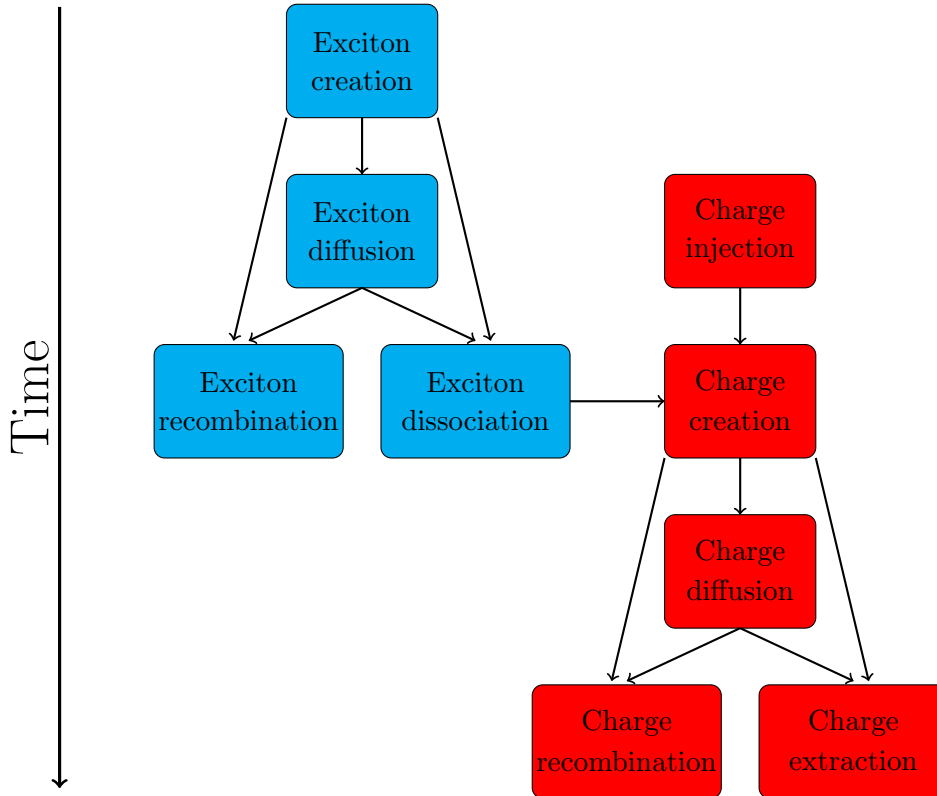 Time
Exciton
creation
Exciton
diffusion
Charge
injection
Exciton
recombination
Exciton
dissociation
Charge
creation
Charge
diffusion
Charge
recombination
Charge
extraction